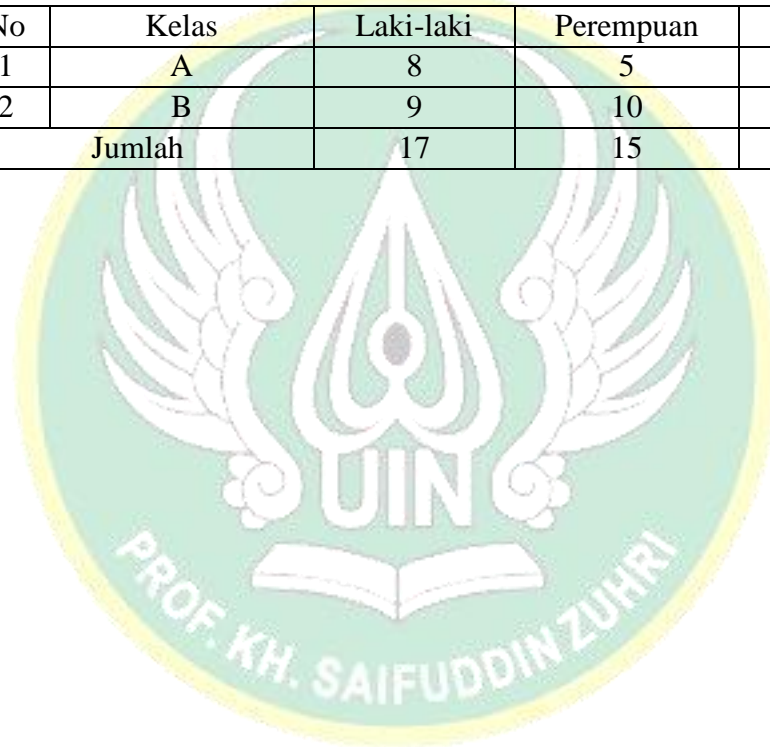 No Kelas Laki-laki Perempuan
1 A 8 5
2 B 9 10
Jumlah 17 15
UIN
PROF. KH. SAIFUDDIN ZUHRI